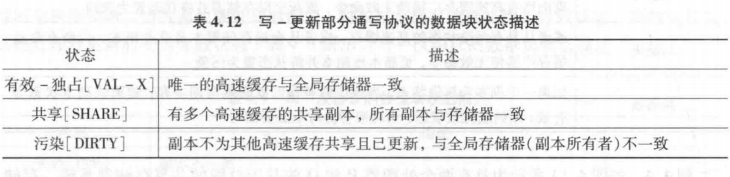 表 4.12 写-更新部分通写协议的数据块状态描述
状态 描述
有效-独占[VAL-X] 唯一的高速缓存与全局存储器一致
共享[SHARE] 有多个高速缓存的共享副本，所有副本与存储器一致
污染[DIRTY] 副本不为其他高速缓存共享且已更新，与全局存储器(副本所有者)不一致